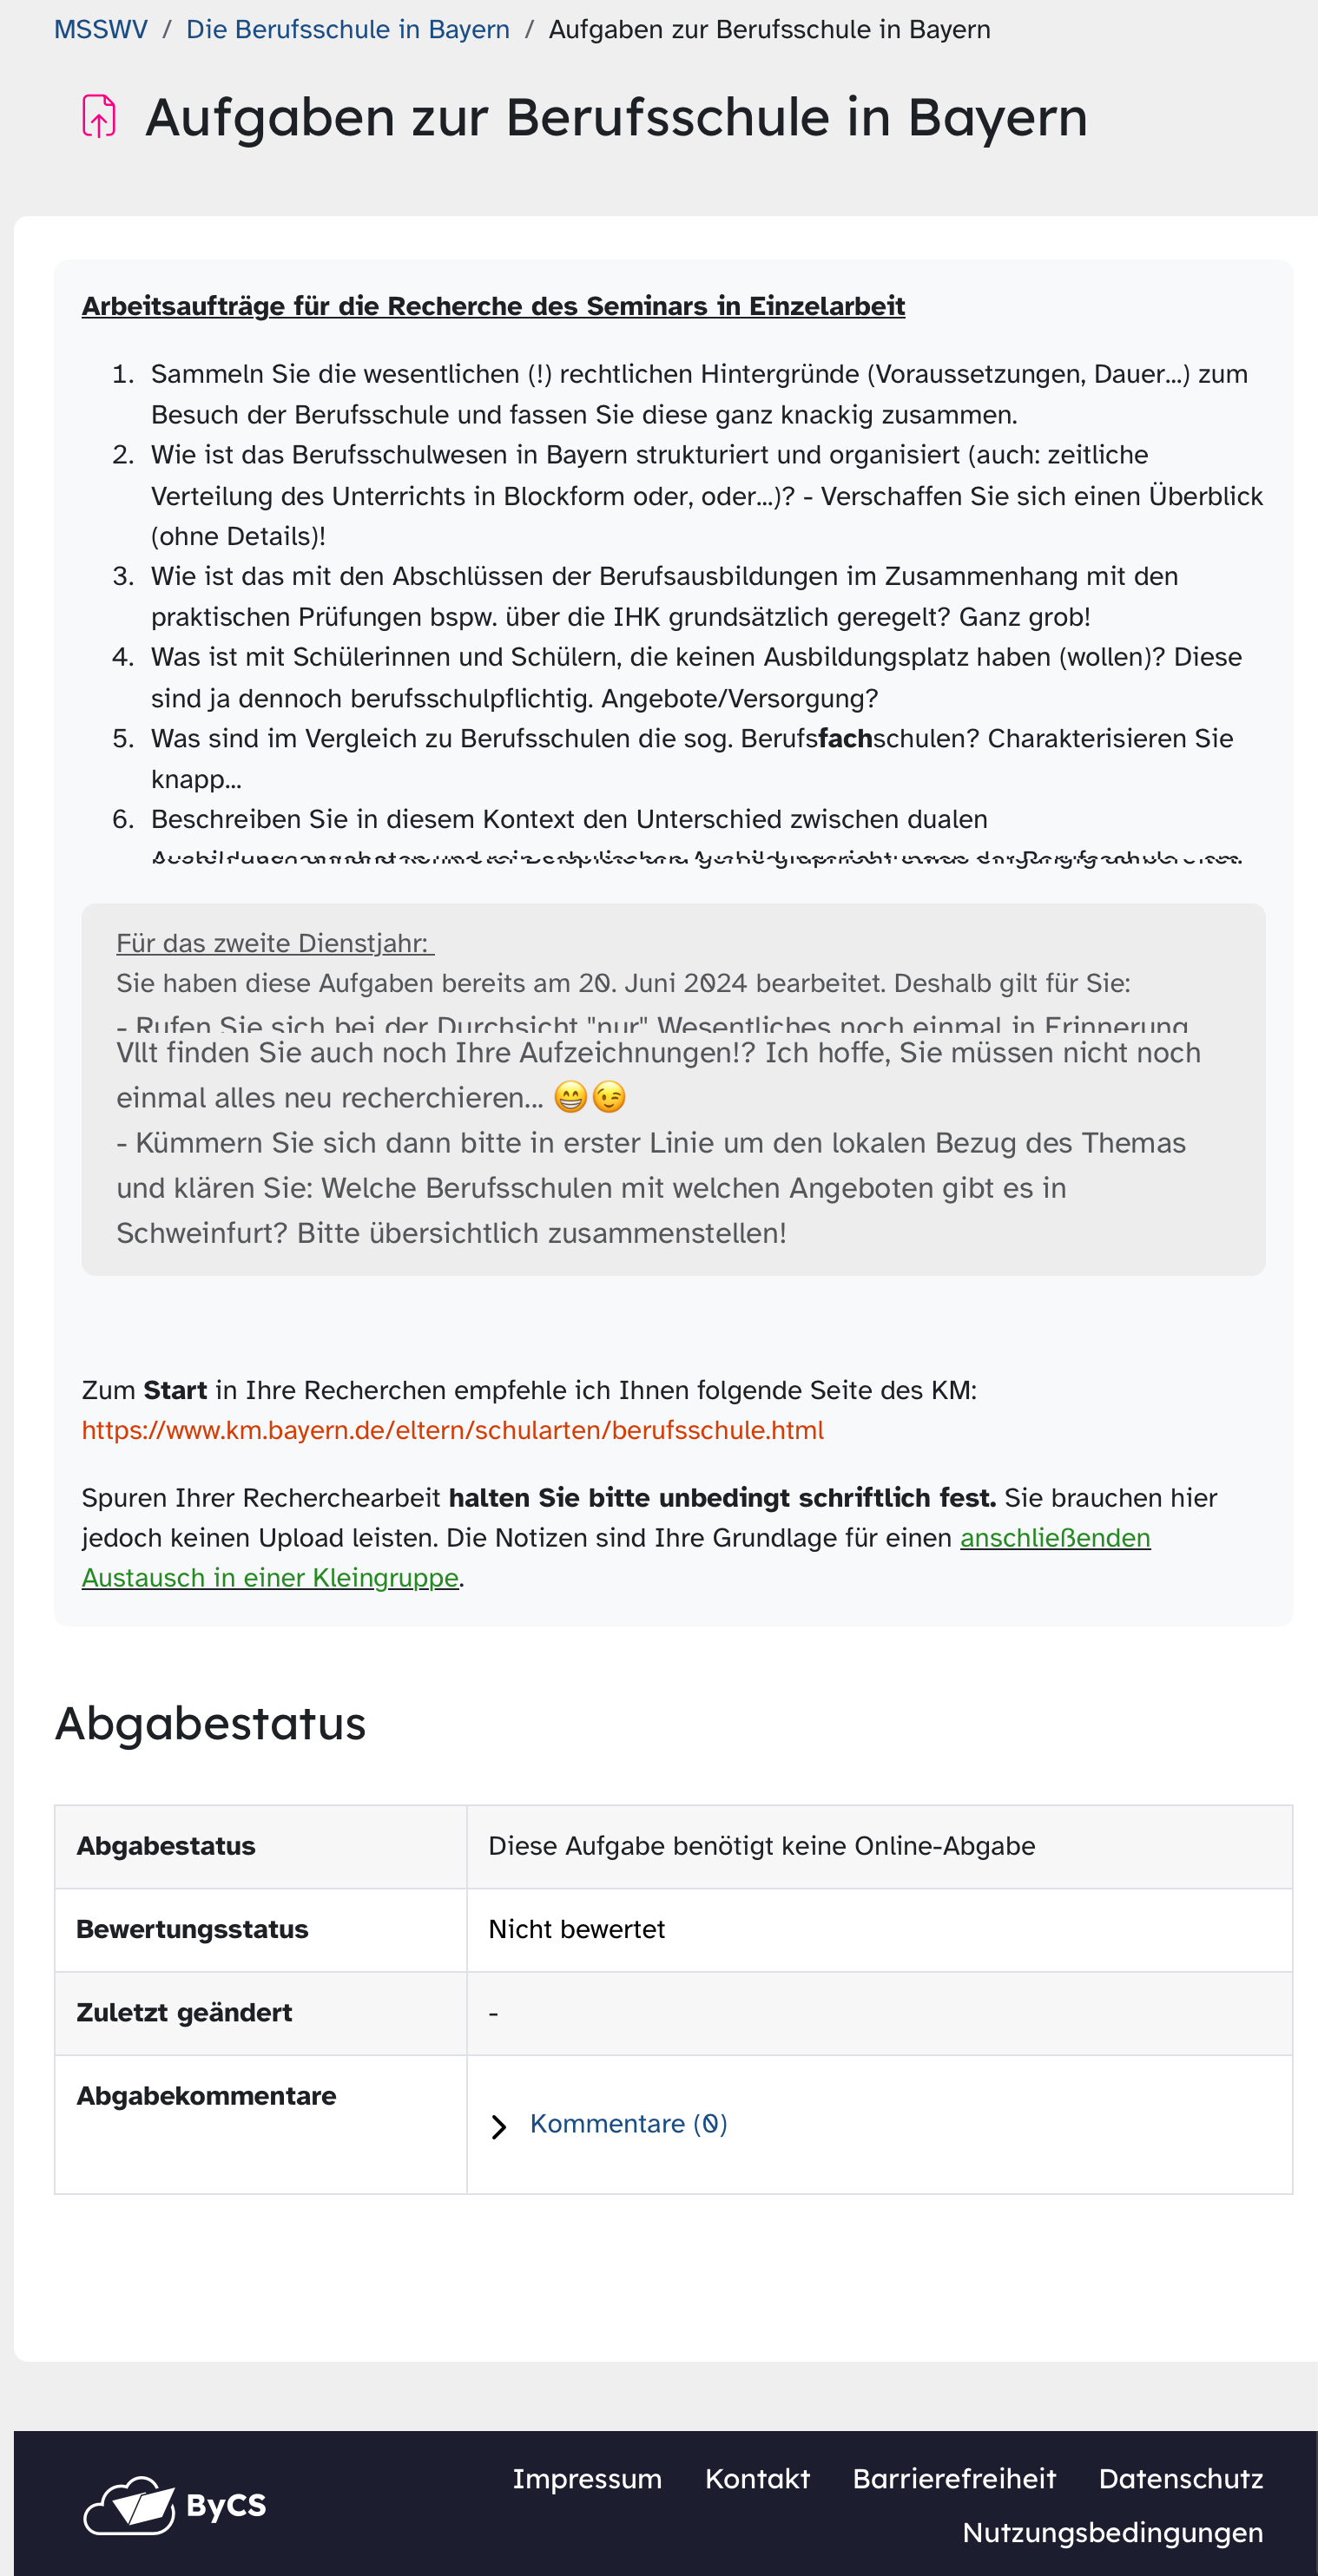 MSSWV / Die Berufsschule in Bayern / Aufgaben zur Berufsschule in Bayern
Aufgaben zur Berufsschule in Bayern
Arbeitsaufträge für die Recherche des Seminars in Einzelarbeit
1. Sammeln Sie die wesentlichen (!) rechtlichen Hintergründe (Voraussetzungen, Dauer...) zum
Besuch der Berufsschule und fassen Sie diese ganz knackig zusammen.
2. Wie ist das Berufsschulwesen in Bayern strukturiert und organisiert (auch: zeitliche
Verteilung des Unterrichts in Blockform oder, oder...)? - Verschaffen Sie sich einen Überblick
(ohne Details)!
3. Wie ist das mit den Abschlüssen der Berufsausbildungen im Zusammenhang mit den
praktischen Prüfungen bspw. über die IHK grundsätzlich geregelt? Ganz grob!
4. Was ist mit Schülerinnen und Schülern, die keinen Ausbildungsplatz haben (wollen)? Diese
sind ja dennoch berufsschulpflichtig. Angebote/Versorgung?
5. Was sind im Vergleich zu Berufsschulen die sog. Berufsfachschulen? Charakterisieren Sie
knapp...
6. Beschreiben Sie in diesem Kontext den Unterschied zwischen dualen
Für das zweite Dienstjahr:
Sie haben diese Aufgaben bereits am 20. Juni 2024 bearbeitet. Deshalb gilt für Sie:
- Rufen Sie sich bei der Durchsicht "nur" Wesentliches noch einmal in Erinnerung
Vllt finden Sie auch noch Ihre Aufzeichnungen!? Ich hoffe, Sie müssen nicht noch
einmal alles neu recherchieren... 😁😉
- Kümmern Sie sich dann bitte in erster Linie um den lokalen Bezug des Themas
und klären Sie: Welche Berufsschulen mit welchen Angeboten gibt es in
Schweinfurt? Bitte übersichtlich zusammenstellen!
Zum Start in Ihre Recherchen empfehle ich Ihnen folgende Seite des KM:
https://www.km.bayern.de/eltern/schularten/berufsschule.html
Spuren Ihrer Recherchearbeit halten Sie bitte unbedingt schriftlich fest. Sie brauchen hier
jedoch keinen Upload leisten. Die Notizen sind Ihre Grundlage für einen anschließenden
Austausch in einer Kleingruppe.
Abgabestatus
Abgabestatus Diese Aufgabe benötigt keine Online-Abgabe
Bewertungsstatus Nicht bewertet
Zuletzt geändert -
Abgabekommentare
Kommentare (0)
Impressum Kontakt Barrierefreiheit Datenschutz
ByCS
Nutzungsbedingungen